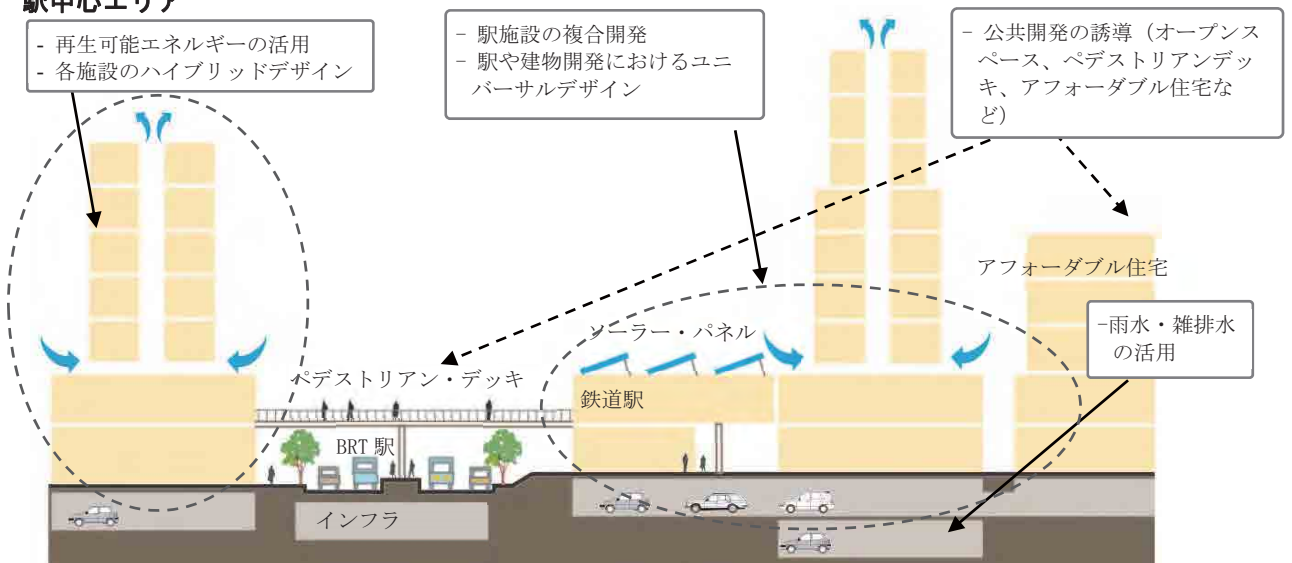 駅中心エリア
- 再生可能エネルギーの活用
- 各施設のハイブリッドデザイン
- 駅施設の複合開発
- 駅や建物開発におけるユニ
バーサルデザイン
- 公共開発の誘導（オープンス
ペース、ペデストリアンデッ
キ、アフォーダブル住宅な
ど）
アフォーダブル住宅
-雨水・雑排水
の活用
ソーラー・パネル
ペデストリアン・デッキ
鉄道駅
BRT 駅
インフラ